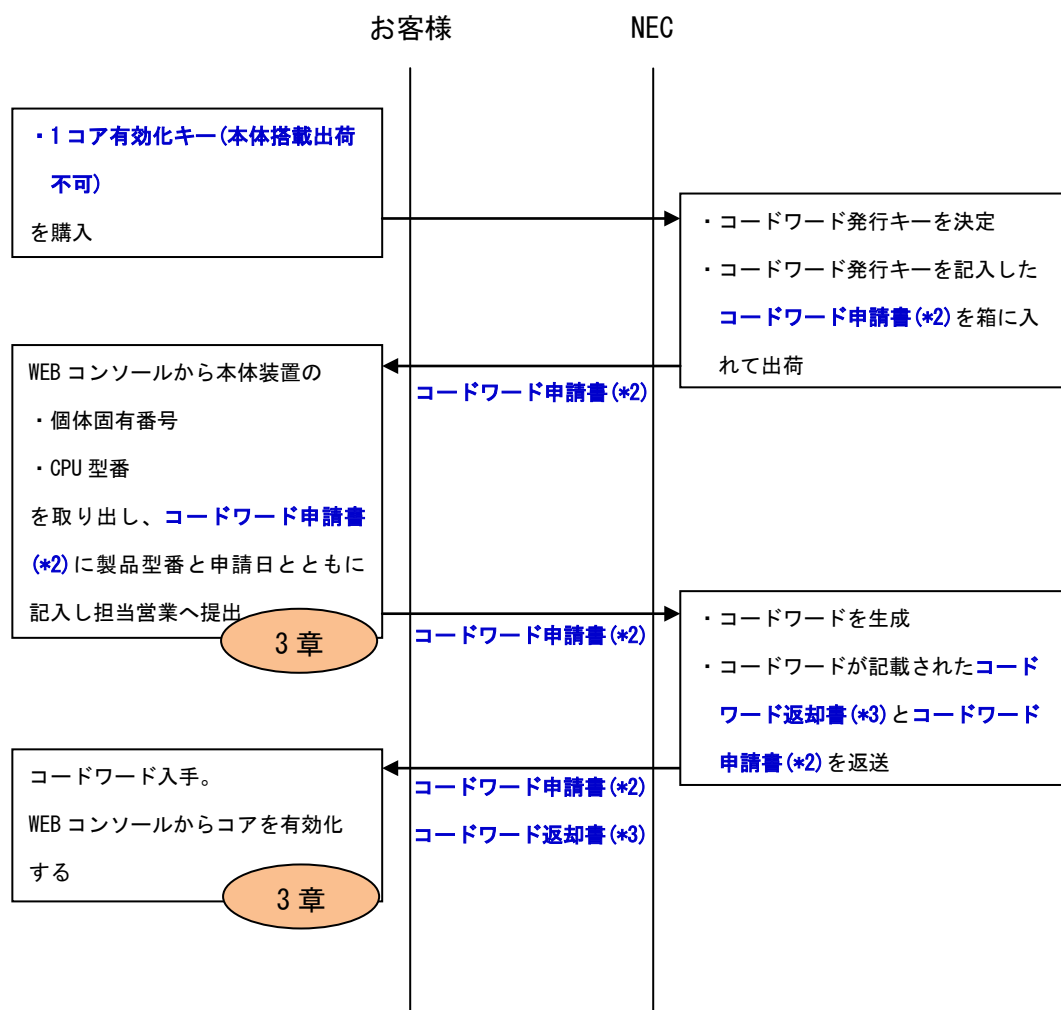 お客様
NEC
・1コア有効化キー(本体搭載出荷
不可)
を購入
・コードワード発行キーを決定
・コードワード発行キーを記入した
コードワード申請書(*2)を箱に入
れて出荷
コードワード申請書(*2)
WEBコンソールから本体装置の
・個体固有番号
・CPU型番
を取り出し、コードワード申請書
(*2)に製品型番と申請日とともに
記入し担当営業へ提出
3章
コードワード申請書(*2)
・コードワードを生成
・コードワードが記載されたコード
ワード返却書(*3)とコードワード
申請書(*2)を返送
コードワード申請書(*2)
コードワード返却書(*3)
コードワード入手。
WEBコンソールからコアを有効化
する
3章